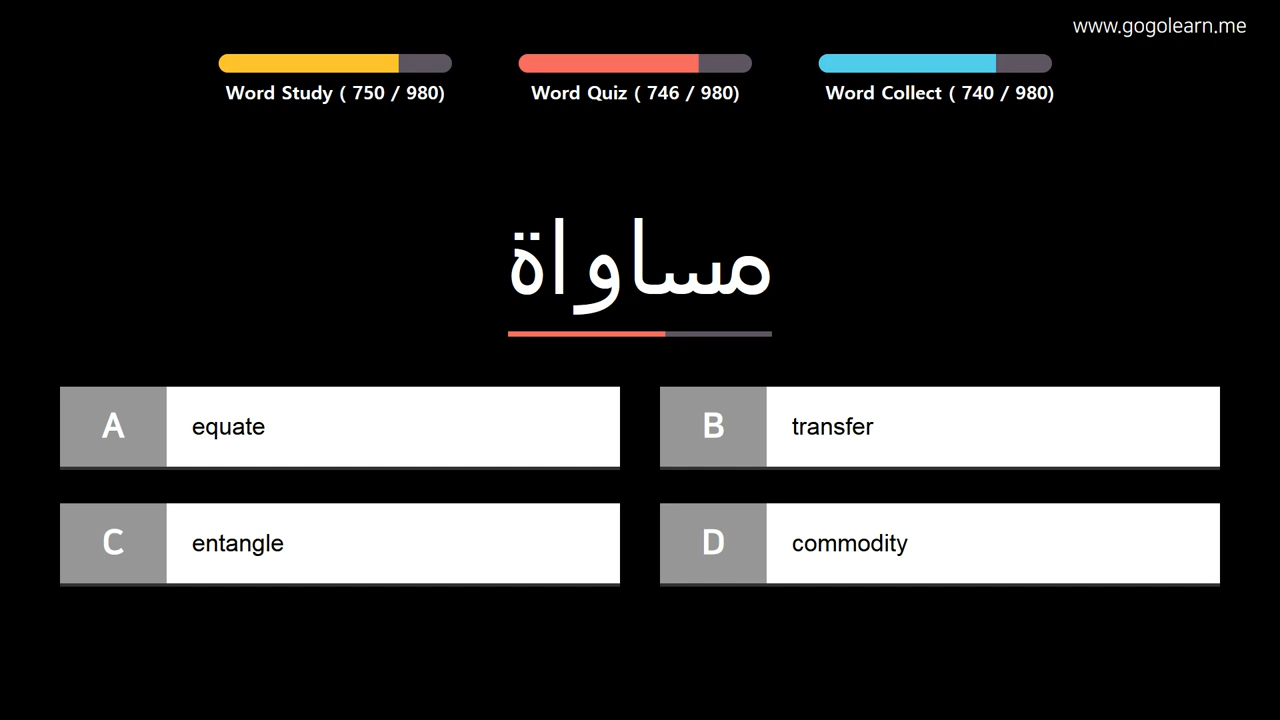 www.gogolearn.me
Word Study ( 750 / 980)
Word Quiz ( 746 / 980)
Word Collect ( 740 / 980)
مساواة
A equate
B transfer
C entangle
D commodity